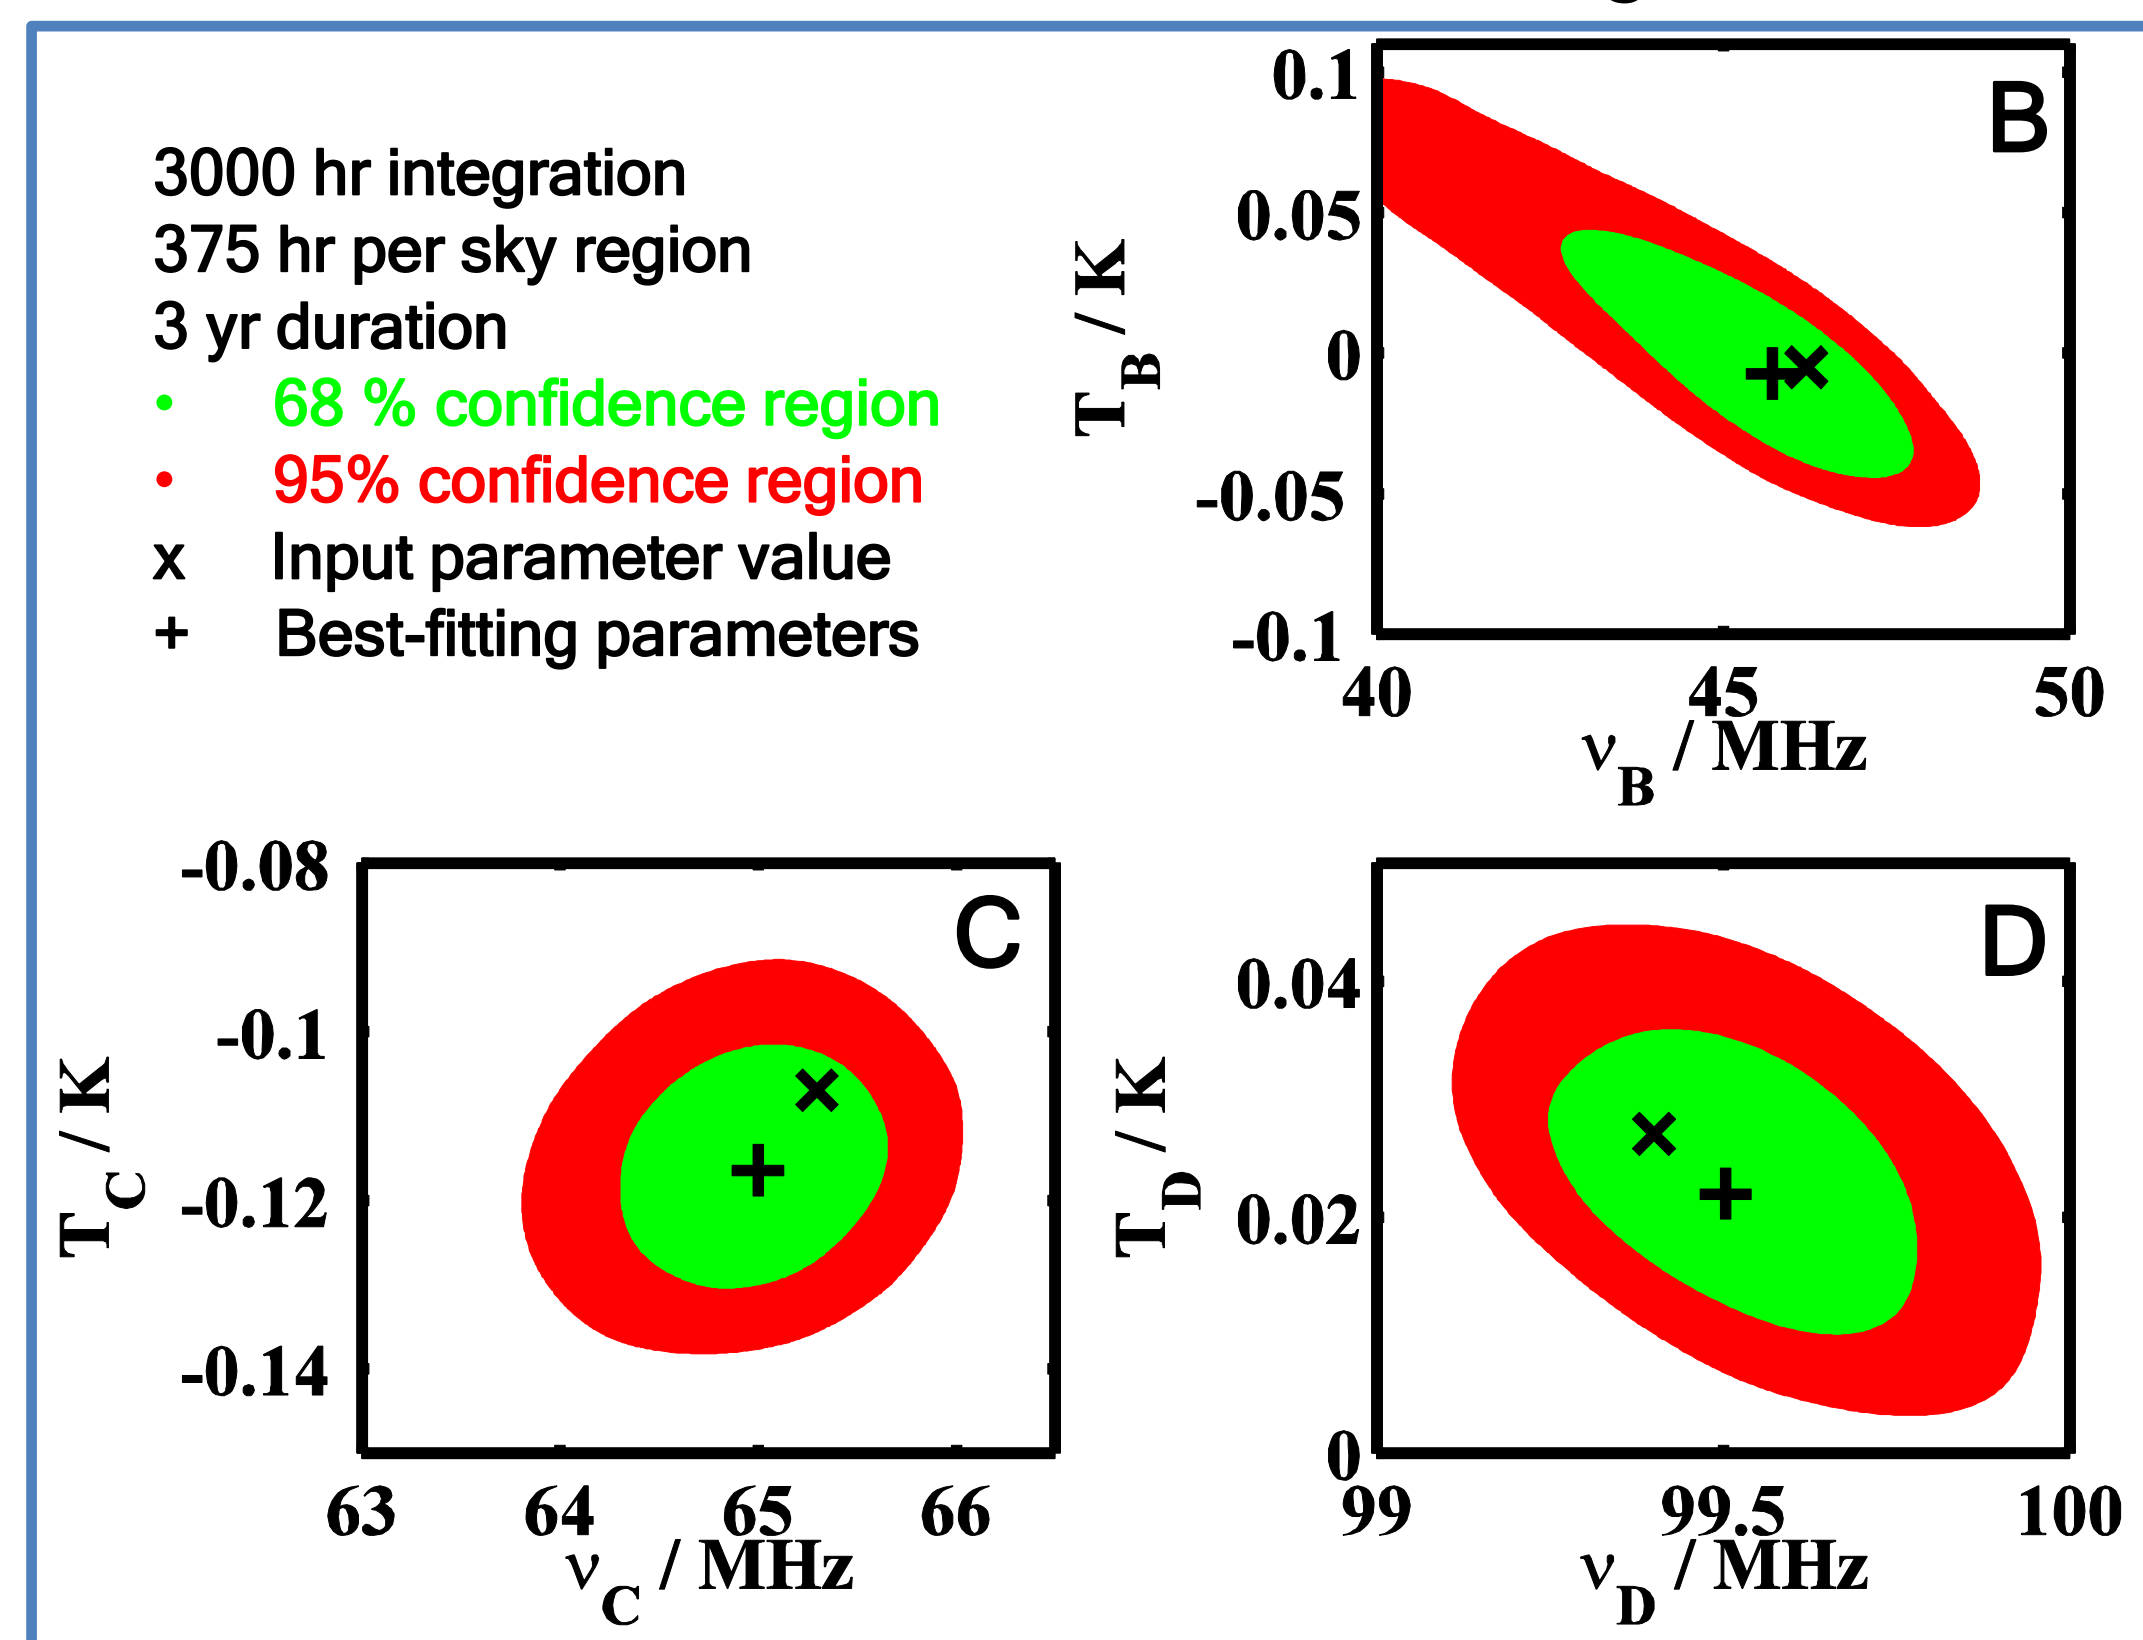 3000 hr integration
375 hr per sky region
3 yr duration
• 68 % confidence region
• 95% confidence region
x Input parameter value
+ Best-fitting parameters
B
0.1
0.05
0
-0.05
-0.1
T_B / K
40 45 50
ν_B / MHz
C
-0.08
-0.1
-0.12
-0.14
T_C / K
63 64 65 66
ν_C / MHz
D
0.04
0.02
0
T_D / K
99 99.5 100
ν_D / MHz